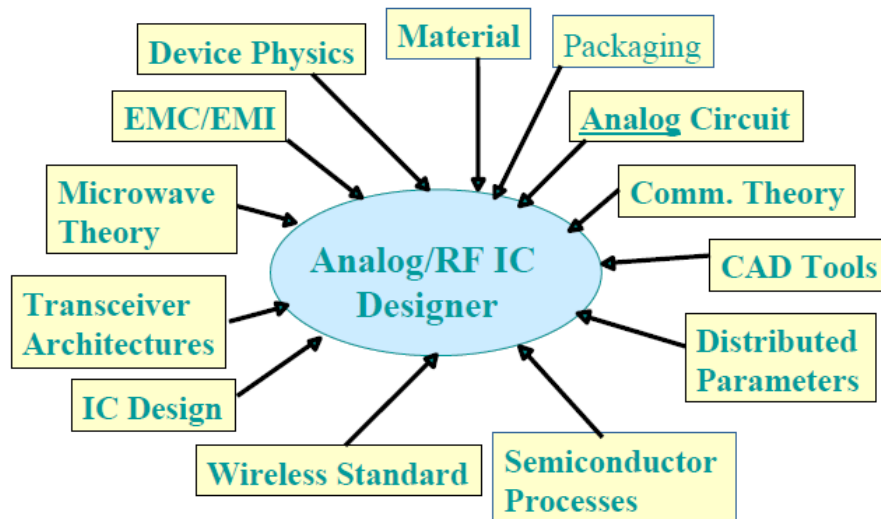 Material
Packaging
Device Physics
EMC/EMI
Analog Circuit
Microwave
Theory
Comm. Theory
Analog/RF IC
Designer
CAD Tools
Transceiver
Architectures
Distributed
Parameters
IC Design
Wireless Standard
Semiconductor
Processes